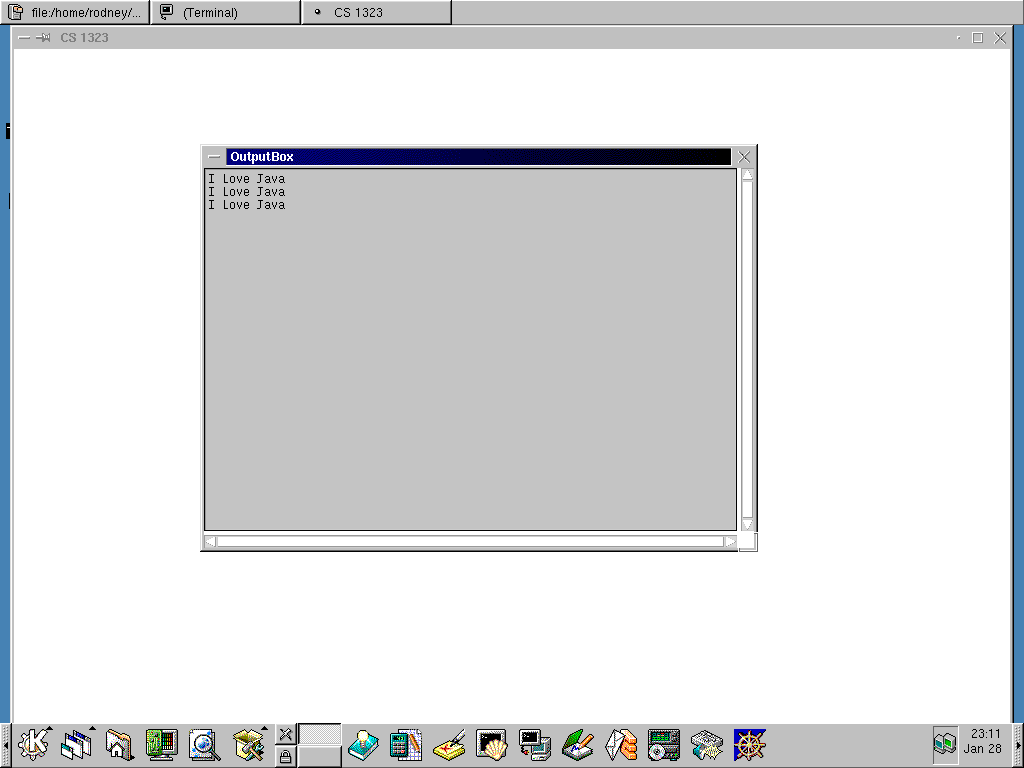 file:/home/rodney/...
(Terminal)
CS 1323
CS 1323
OutputBox
I Love Java
I Love Java
I Love Java
K
23:11
Jan 28